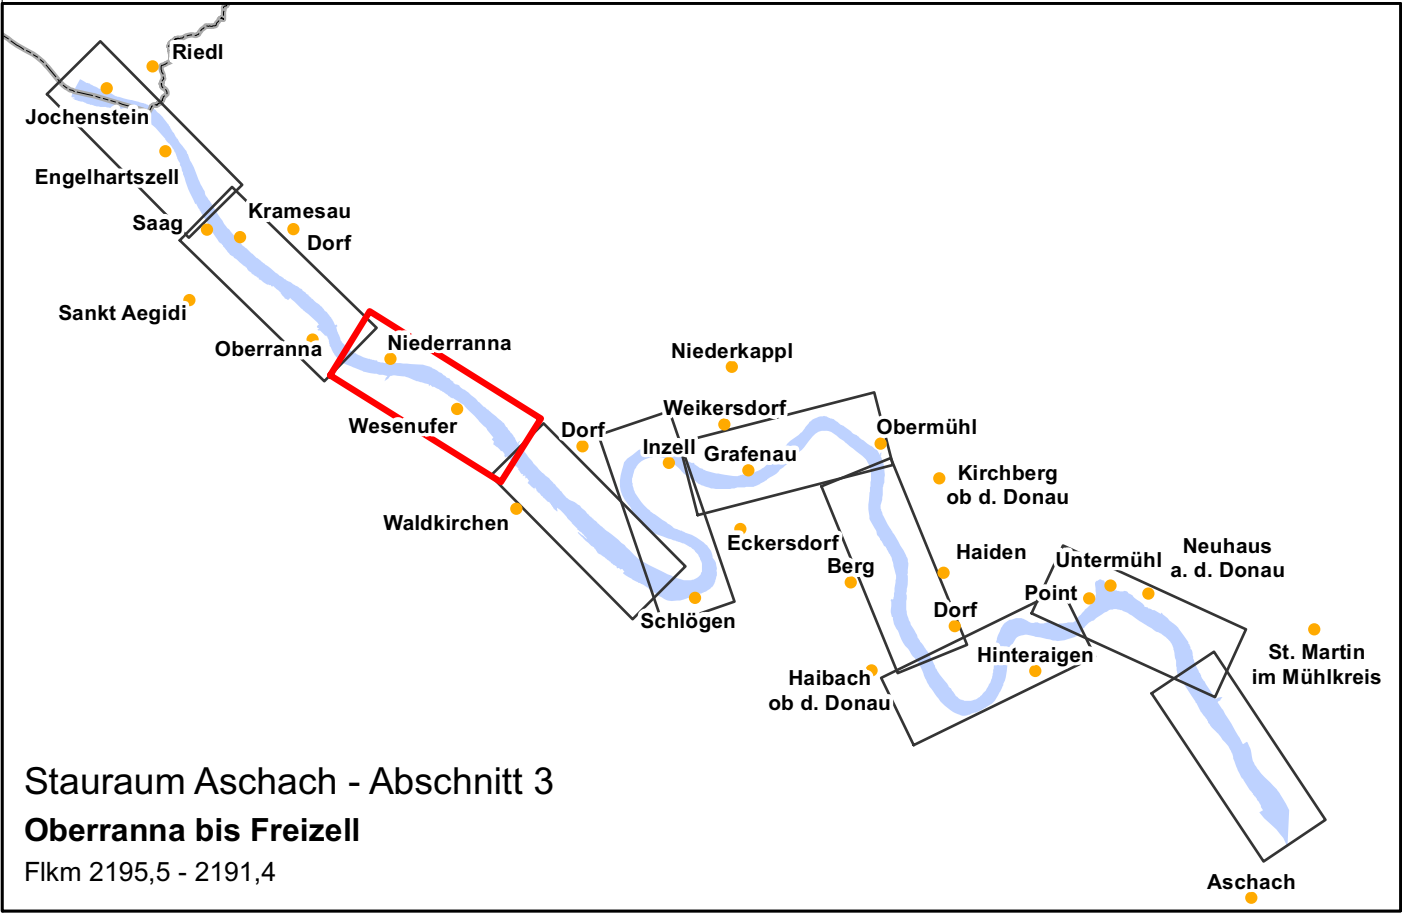 Riedl
Jochenstein
Engelhartszell
Saag
Kramesau
Dorf
Sankt Aegidi
Oberranna
Niederranna
Wesenufer
Waldkirchen
Dorf
Niederkappl
Weikersdorf
Inzell
Grafenau
Obermühl
Kirchberg
ob d. Donau
Eckersdorf
Berg
Haiden
Schlögen
Dorf
Point
Untermühl
Neuhaus
a. d. Donau
Hinteraigen
Haibach
ob d. Donau
St. Martin
im Mühlkreis
Aschach
Stauraum Aschach - Abschnitt 3
Oberranna bis Freizell
Flkm 2195,5 - 2191,4